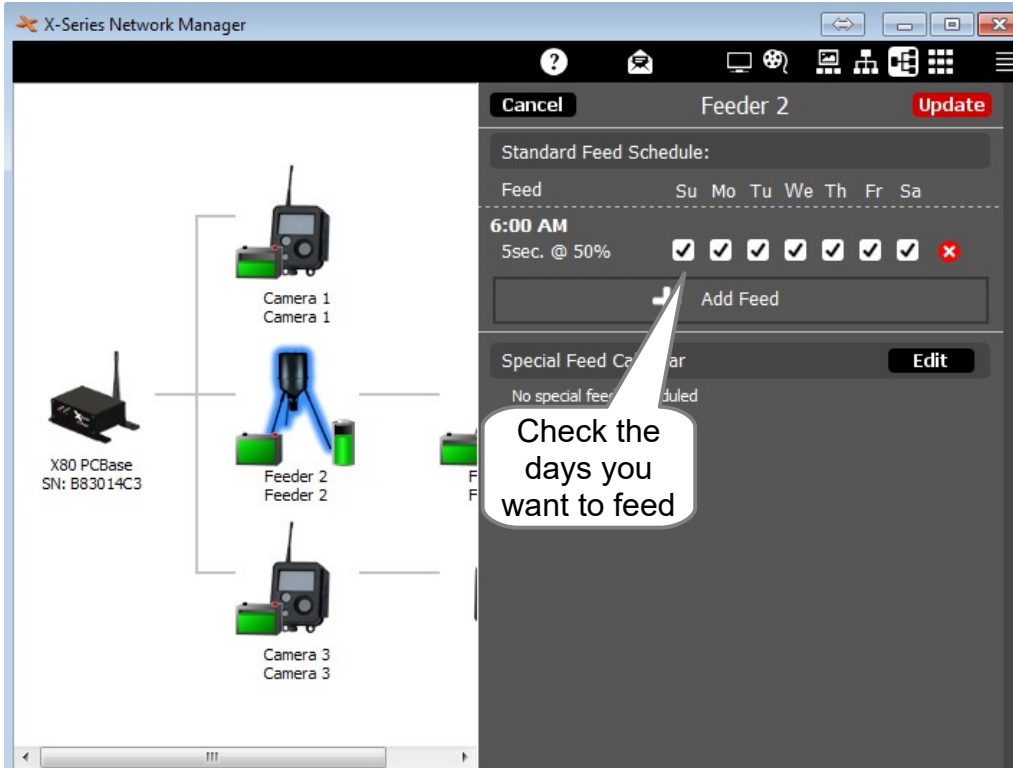 X-Series Network Manager
?
Cancel Feeder 2 Update
Standard Feed Schedule:
Feed Su Mo Tu We Th Fr Sa
6:00 AM
5sec. @ 50%
Add Feed
Special Feed Ca ar Edit
No special fee duled
Check the
days you
want to feed
Camera 1
Camera 1
X80 PCBase
SN: B83014C3
Feeder 2
Feeder 2
F
F
Camera 3
Camera 3